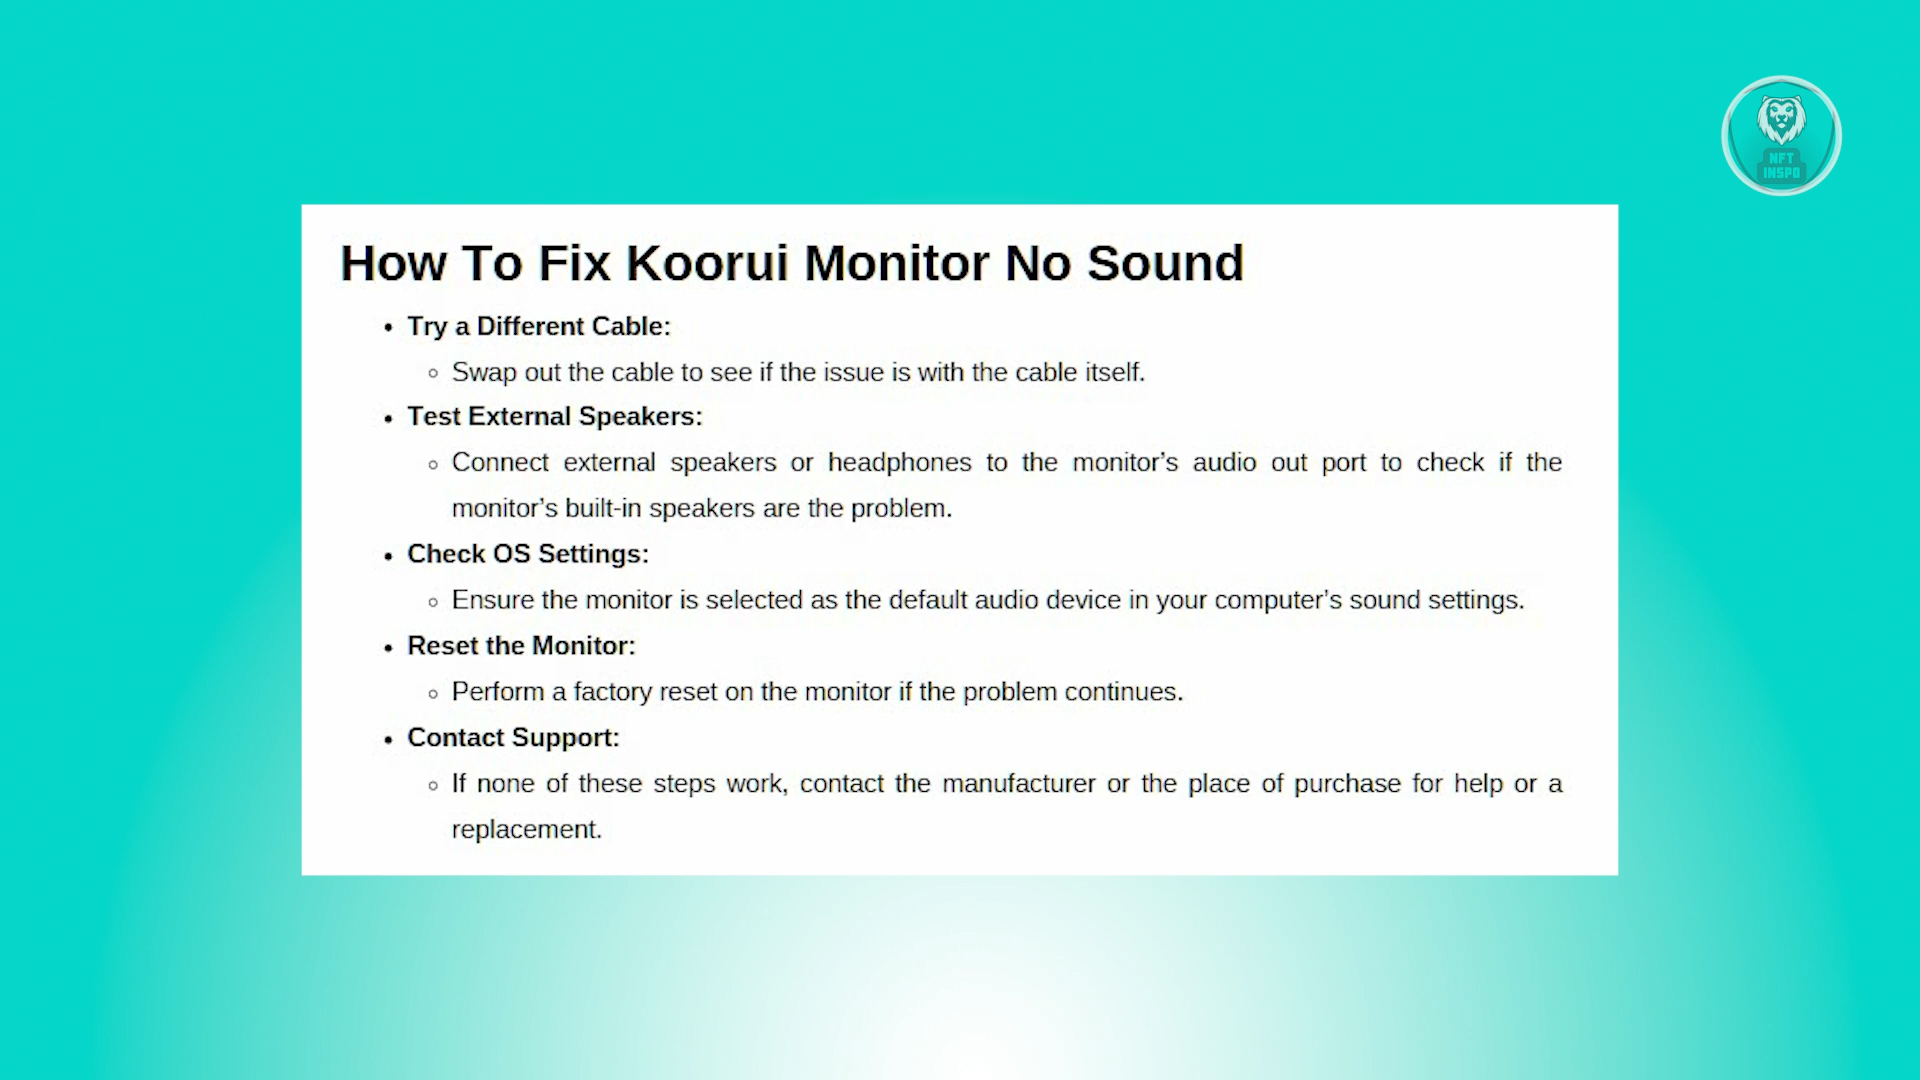 NFT
INSPO
How To Fix Koorui Monitor No Sound
• Try a Different Cable:
◦ Swap out the cable to see if the issue is with the cable itself.
• Test External Speakers:
◦ Connect external speakers or headphones to the monitor’s audio out port to check if the
monitor’s built-in speakers are the problem.
• Check OS Settings:
◦ Ensure the monitor is selected as the default audio device in your computer’s sound settings.
• Reset the Monitor:
◦ Perform a factory reset on the monitor if the problem continues.
• Contact Support:
◦ If none of these steps work, contact the manufacturer or the place of purchase for help or a
replacement.